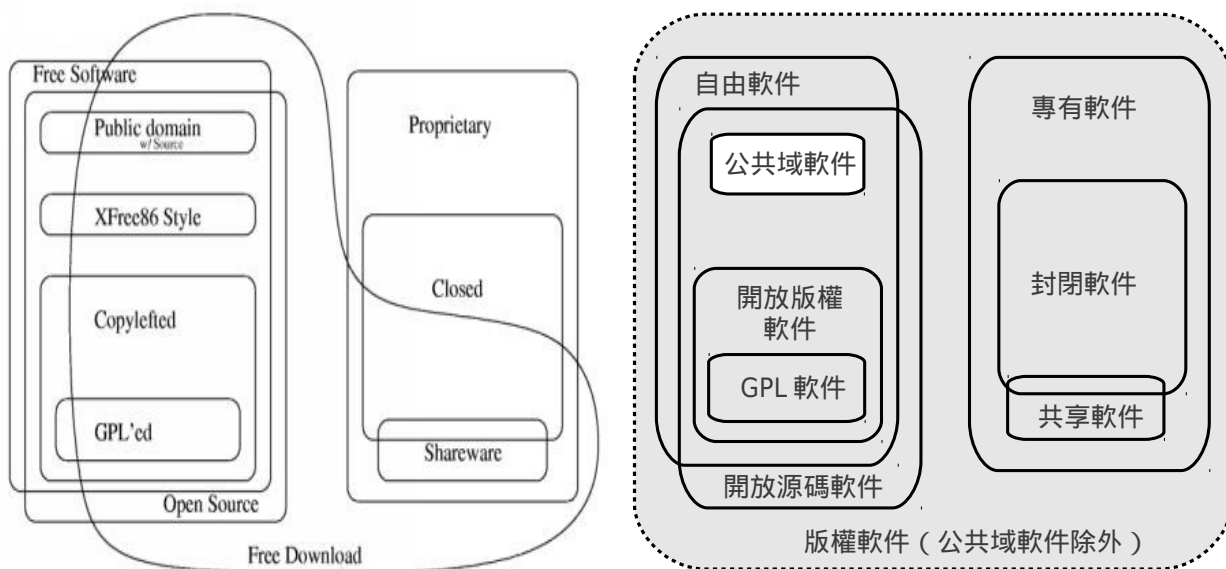 Free Software
Public domain
w/ Source
XFree86 Style
Copylefted
GPL'ed
Open Source
Free Download
Proprietary
Closed
Shareware
自由軟件
公共域軟件
開放版權
軟件
GPL 軟件
開放源碼軟件
專有軟件
封閉軟件
共享軟件
版權軟件（公共域軟件除外）